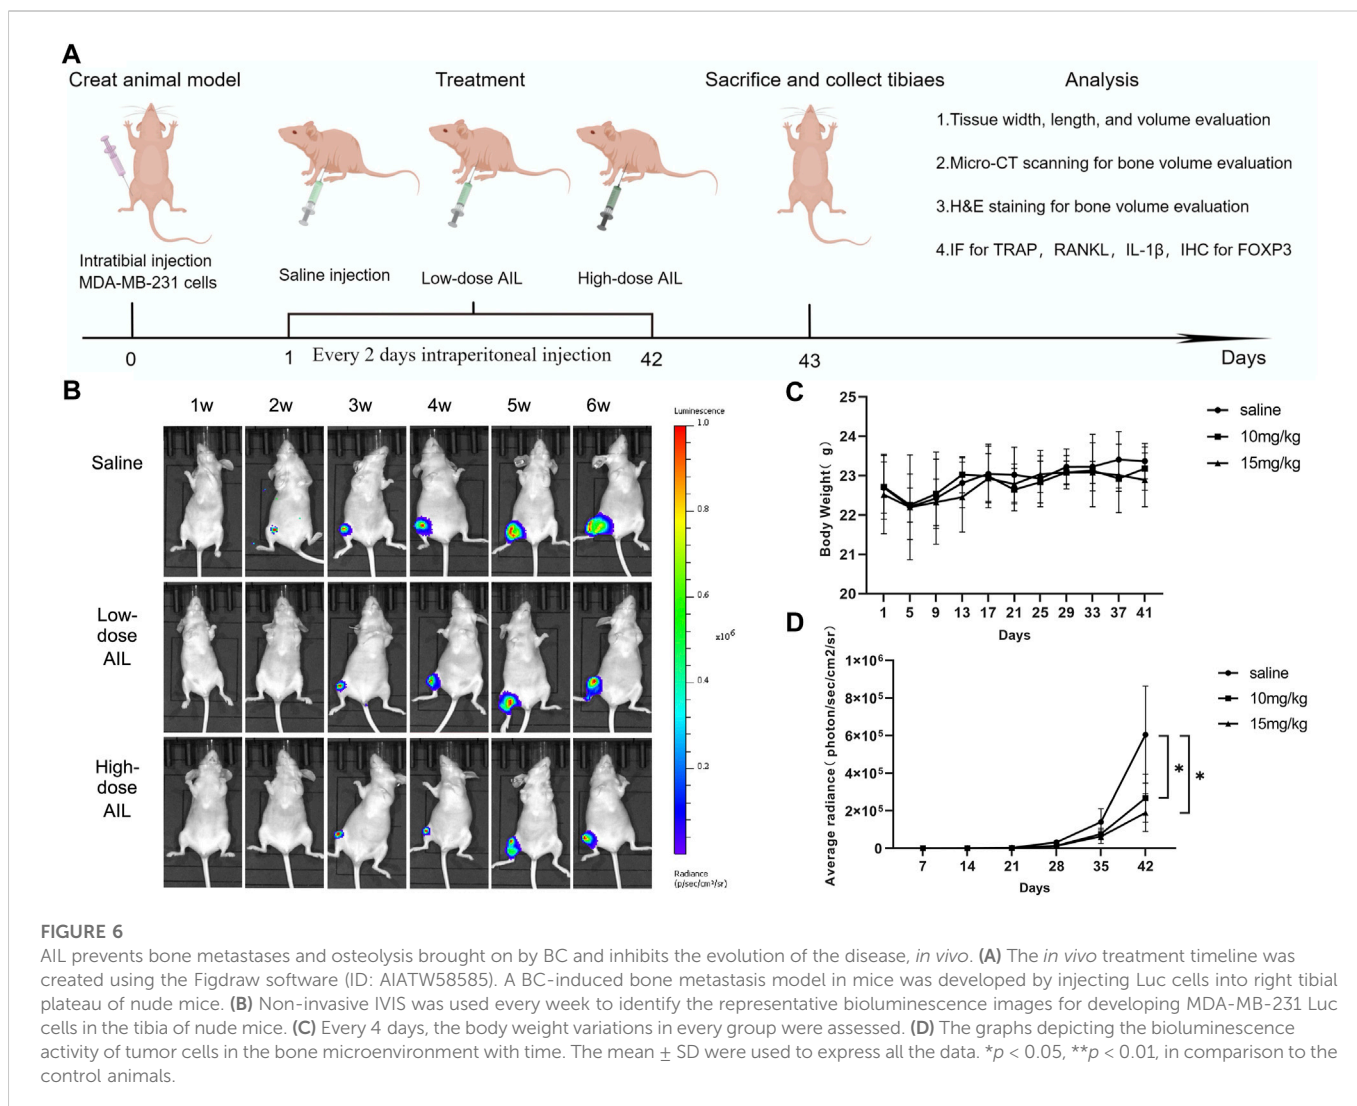 A
Creat animal model
Treatment
Sacrifice and collect tibiaes
Analysis
1.Tissue width, length, and volume evaluation
2.Micro-CT scanning for bone volume evaluation
3.H&E staining for bone volume evaluation
4.IF for TRAP, RANKL, IL-1β, IHC for FOXP3
Intratibial injection
MDA-MB-231 cells
Saline injection
Low-dose AIL
High-dose AIL
0
1
Every 2 days intraperitoneal injection
42
43
Days
B
1w 2w 3w 4w 5w 6w
Saline
Low-
dose
AIL
High-
dose
AIL
Luminescence
1.0
0.8
0.6
x10⁶
0.4
0.2
Radiance
(p/sec/cm²/sr)
C
25
24
23
22
21
20
Body Weight( g)
1 5 9 13 17 21 25 29 33 37 41
Days
saline
10mg/kg
15mg/kg
D
Average radiance( photon/sec/cm2/sr)
1×10⁶
8×10⁵
6×10⁵
4×10⁵
2×10⁵
0
7 14 21 28 35 42
Days
saline
10mg/kg
15mg/kg
*
*
FIGURE 6
AIL prevents bone metastases and osteolysis brought on by BC and inhibits the evolution of the disease, in vivo. (A) The in vivo treatment timeline was
created using the Figdraw software (ID: AIATW58585). A BC-induced bone metastasis model in mice was developed by injecting Luc cells into right tibial
plateau of nude mice. (B) Non-invasive IVIS was used every week to identify the representative bioluminescence images for developing MDA-MB-231 Luc
cells in the tibia of nude mice. (C) Every 4 days, the body weight variations in every group were assessed. (D) The graphs depicting the bioluminescence
activity of tumor cells in the bone microenvironment with time. The mean ± SD were used to express all the data. *p < 0.05, **p < 0.01, in comparison to the
control animals.